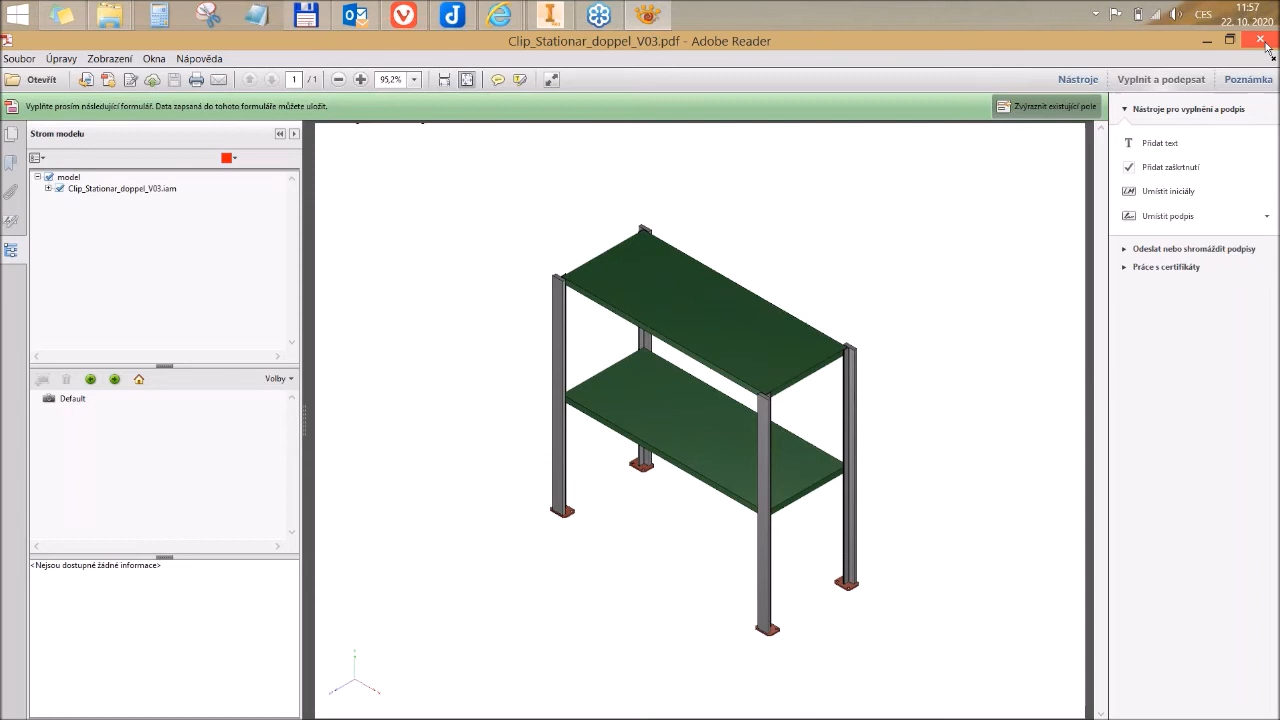 CES
11:57
22. 10. 2020
Clip_Stationar_doppel_V03.pdf - Adobe Reader
Soubor Úpravy Zobrazení Okna Nápověda
Otevřít 1 / 1 95,2% Nástroje Vyplnit a podepsat Poznámka
Vyplňte prosím následující formulář. Data zapsaná do tohoto formuláře můžete uložit. Zvýraznit existující pole
Strom modelu
model
Clip_Stationar_doppel_V03.iam
Volby
Default
<Nejsou dostupné žádné informace>
Nástroje pro vyplnění a podpis
Přidat text
Přidat zaškrtnutí
Umístit iniciály
Umístit podpis
Odeslat nebo shromáždit podpisy
Práce s certifikáty